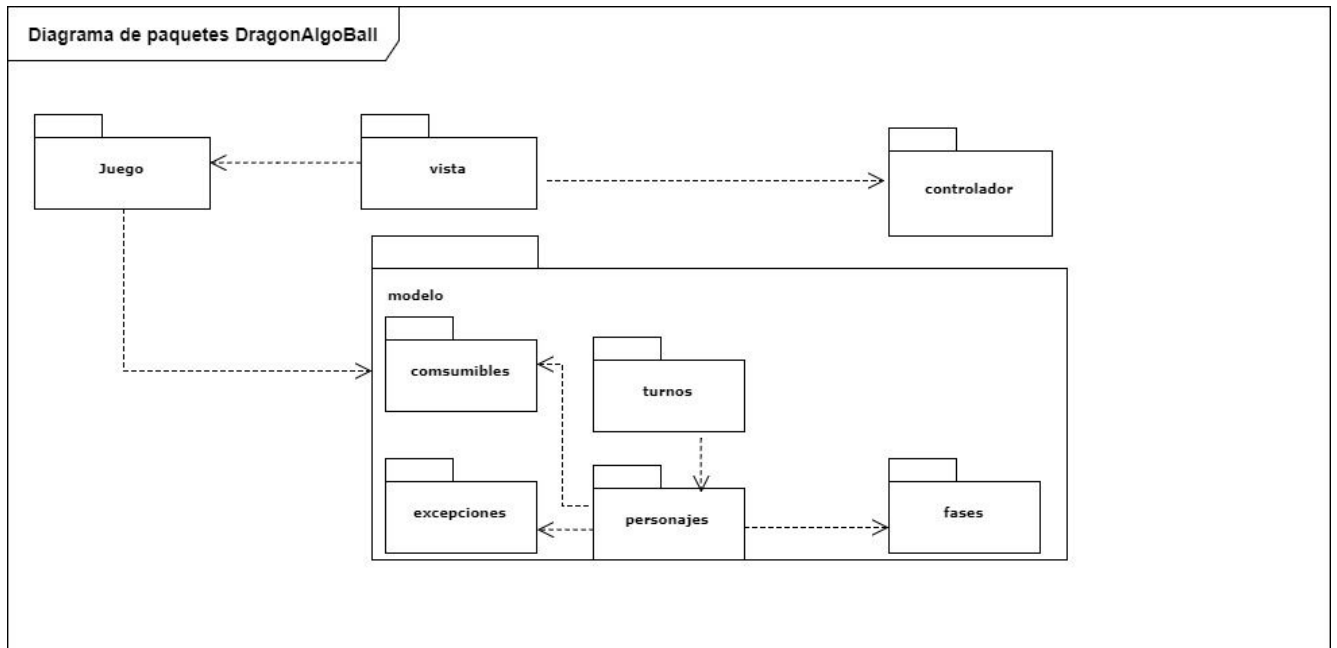 Diagrama de paquetes DragonAlgoBall
Juego
vista
controlador
modelo
comsumibles
turnos
excepciones
personajes
fases